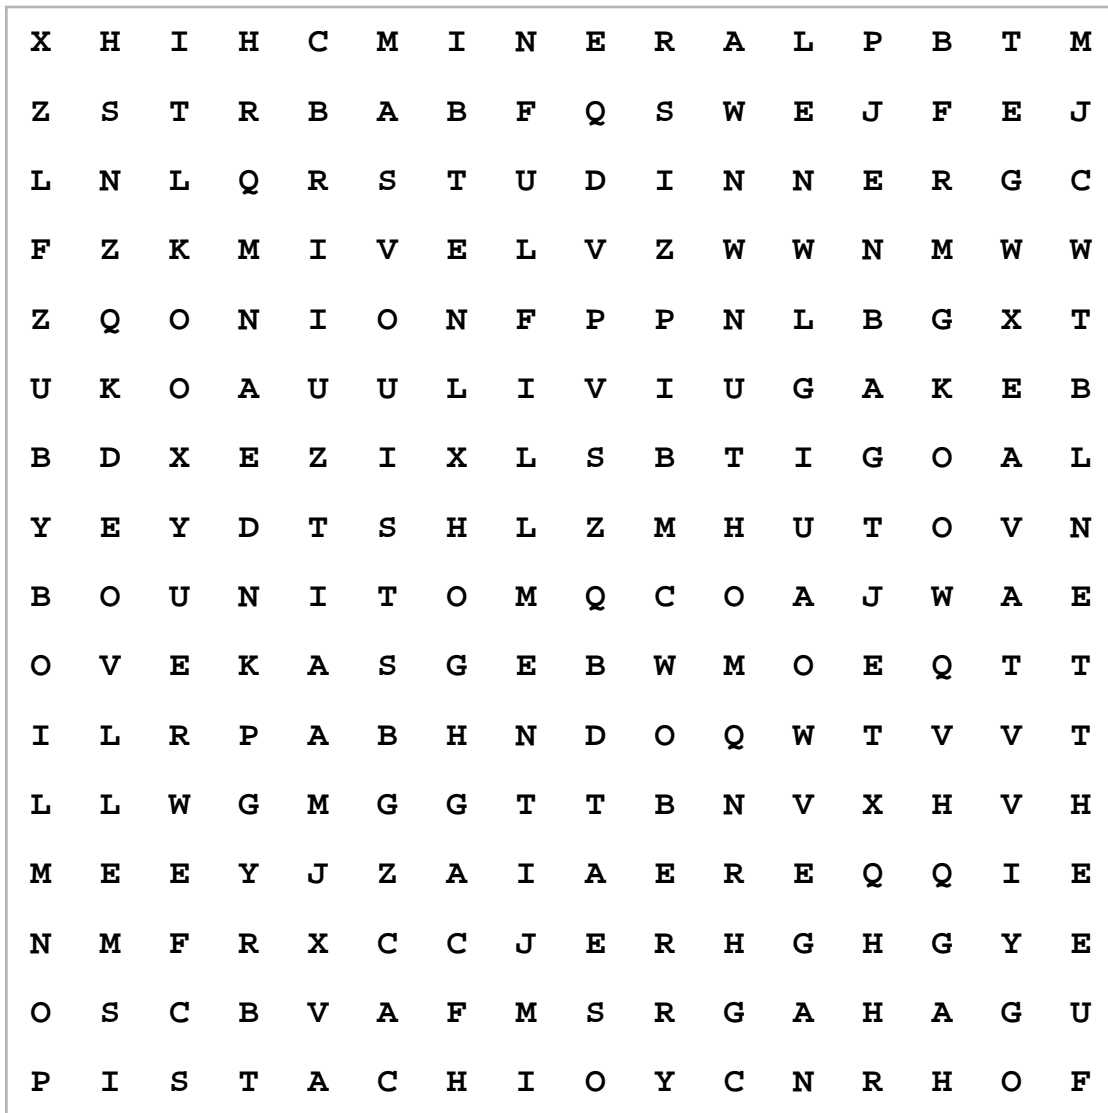 X H I H C M I N E R A L P B T M
Z S T R B A B F Q S W E J F E J
L N L Q R S T U D I N N E R G C
F Z K M I V E L V Z W W N M W W
Z Q O N I O N F P P N L B G X T
U K O A U U L I V I U G A K E B
B D X E Z I X L S B T I G O A L
Y E Y D T S H L Z M H U T O V N
B O U N I T O M Q C O A J W A E
O V E K A S G E B W M O E Q T T
I L R P A B H N D O Q W T V V T
L L W G M G G T T B N V X H V H
M E E Y J Z A I A E R E Q Q I E
N M F R X C C J E R H G H G Y E
O S C B V A F M S R G A H A G U
P I S T A C H I O Y C N R H O F